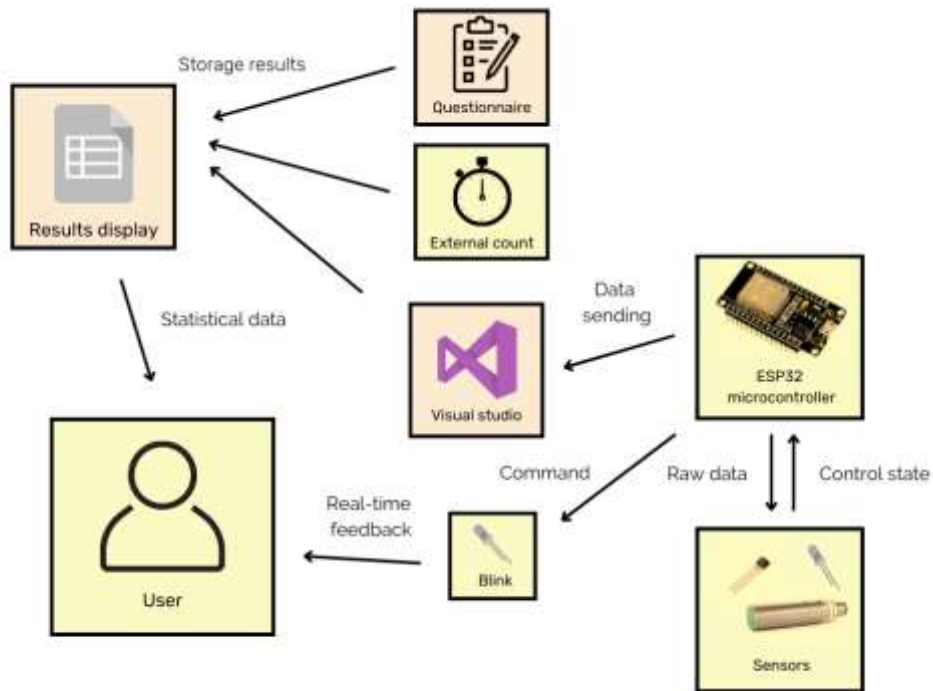 Storage results
Questionnaire
Results display
External count
Statistical data
Data
sending
Visual studio
ESP32
microcontroller
Command
Raw data
Control state
Real-time
feedback
Blink
User
Sensors